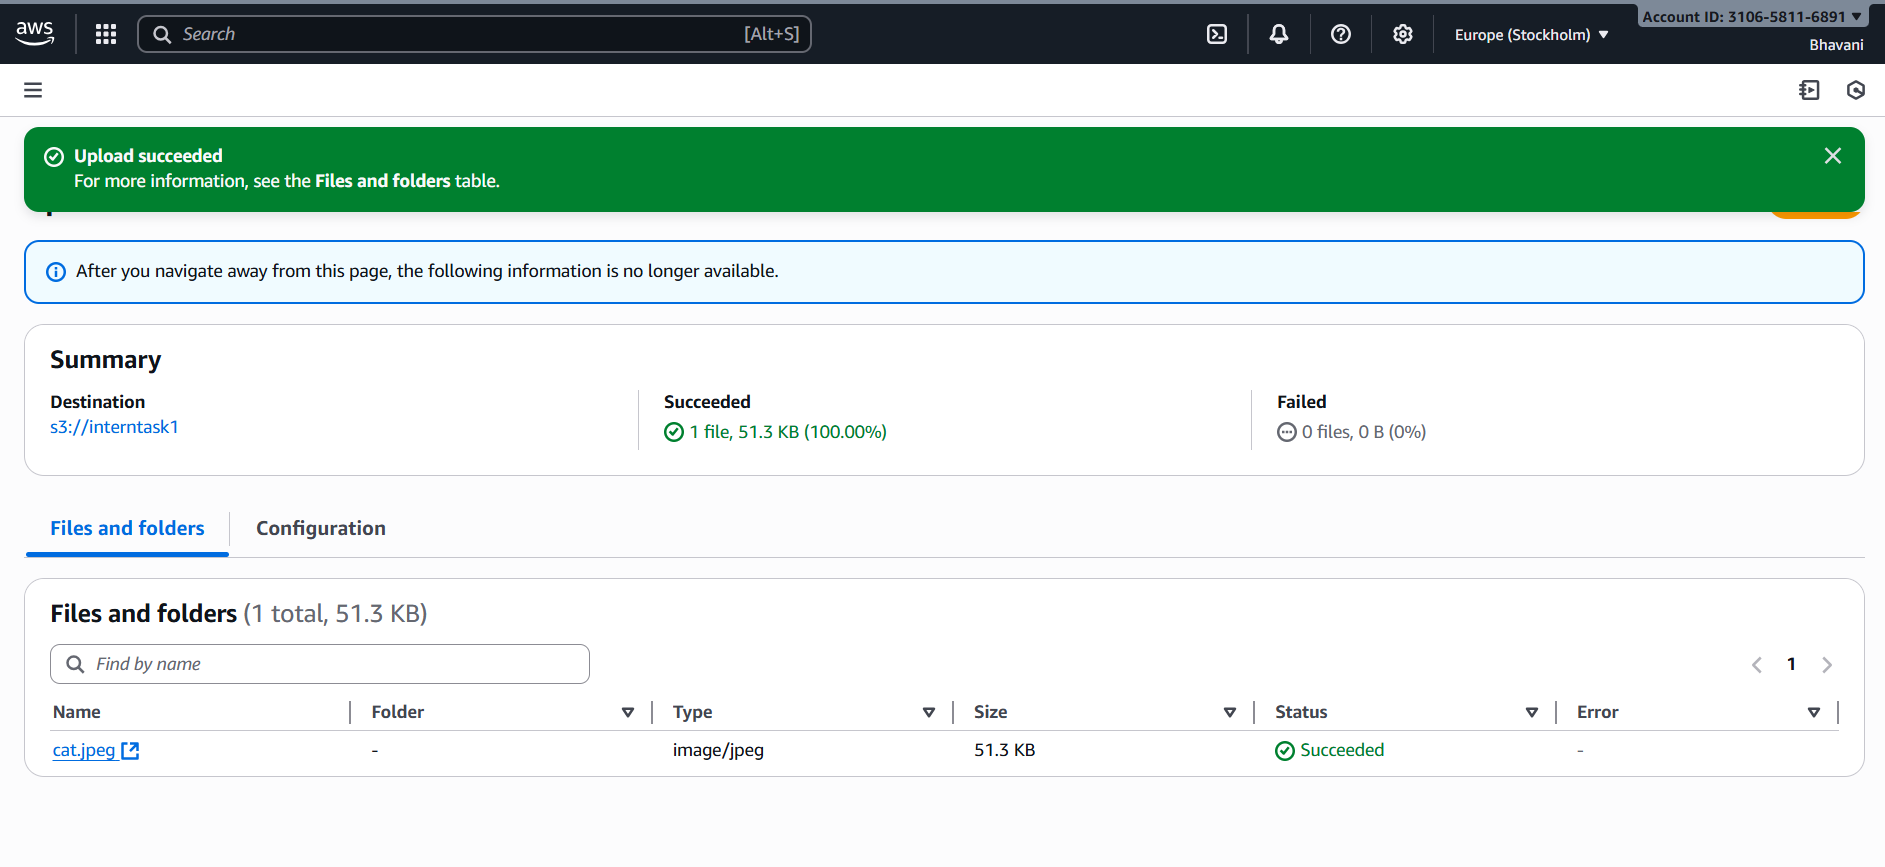 aws
Search [Alt+S]
Europe (Stockholm)
Account ID: 3106-5811-6891
Bhavani
Upload succeeded
For more information, see the Files and folders table.
After you navigate away from this page, the following information is no longer available.
Summary
Destination
s3://interntask1
Succeeded
1 file, 51.3 KB (100.00%)
Failed
0 files, 0 B (0%)
Files and folders Configuration
Files and folders (1 total, 51.3 KB)
Find by name
1
Name Folder Type Size Status Error
cat.jpeg - image/jpeg 51.3 KB Succeeded -